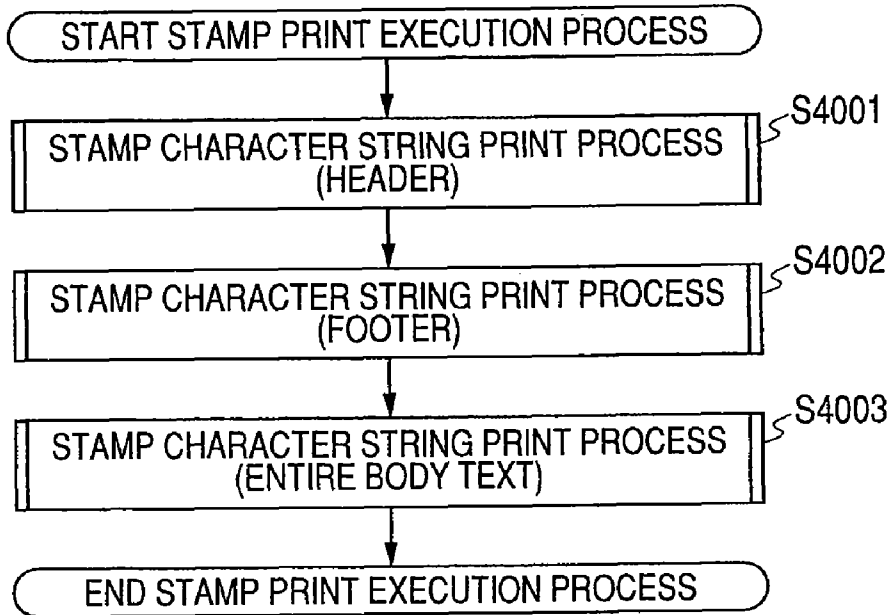 START STAMP PRINT EXECUTION PROCESS
S4001
STAMP CHARACTER STRING PRINT PROCESS
(HEADER)
S4002
STAMP CHARACTER STRING PRINT PROCESS
(FOOTER)
S4003
STAMP CHARACTER STRING PRINT PROCESS
(ENTIRE BODY TEXT)
END STAMP PRINT EXECUTION PROCESS